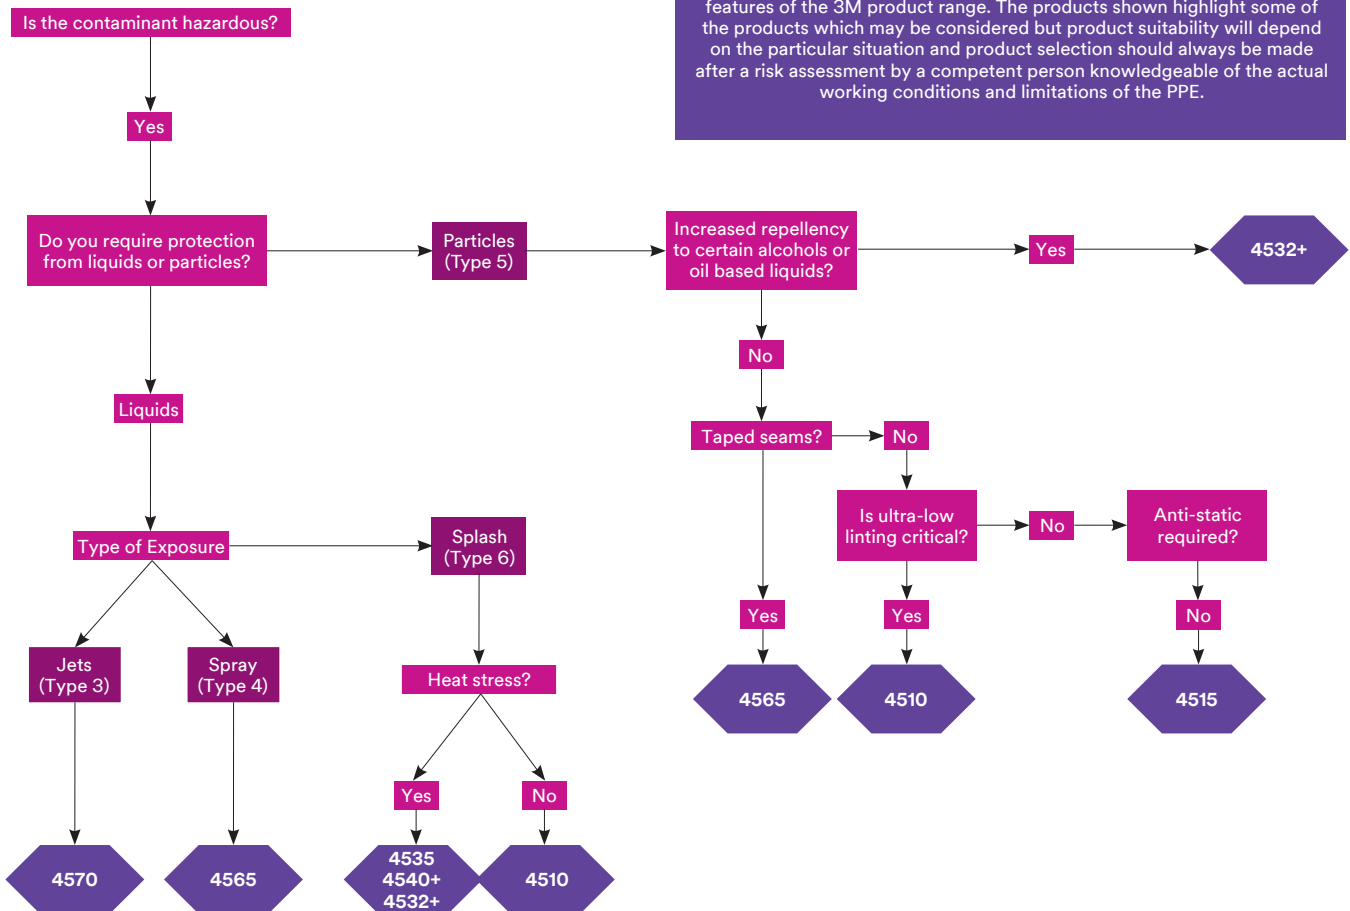 Is the contaminant hazardous?
features of the 3M product range. The products shown highlight some of
the products which may be considered but product suitability will depend
on the particular situation and product selection should always be made
after a risk assessment by a competent person knowledgeable of the actual
working conditions and limitations of the PPE.
Yes
Do you require protection
from liquids or particles?
Particles
(Type 5)
Increased repellency
to certain alcohols or
oil based liquids?
Yes
4532+
No
Liquids
Taped seams?
No
Is ultra-low
linting critical?
No
Anti-static
required?
Type of Exposure
Splash
(Type 6)
Yes
Yes
No
Jets
(Type 3)
Spray
(Type 4)
Heat stress?
4565
4510
4515
Yes
No
4570
4565
4535
4540+
4532+
4510